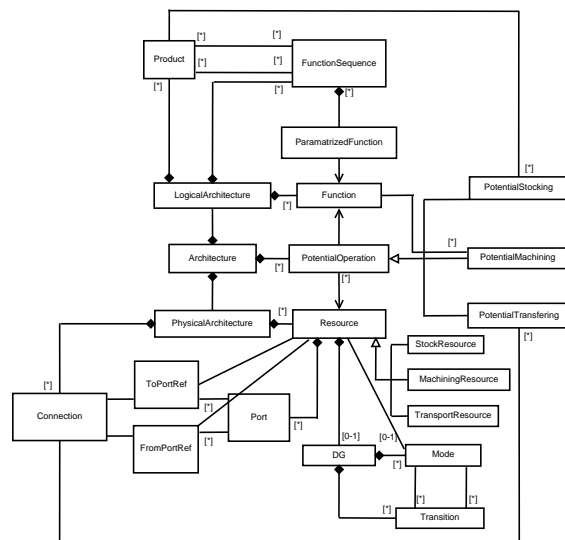 [*]
[*]
Product
FunctionSequence
[*]
[*]
[*]
[*]
[*]
ParamatrizedFunction
[*]
LogicalArchitecture
Function
PotentialStocking
[*]
[*]
Architecture
PotentialOperation
PotentialMachining
[*]
[*]
[*]
PhysicalArchitecture
Resource
PotentialTransfering
[*]
StockResource
ToPortRef
MachiningResource
[*]
[*]
Connection
Port
TransportResource
[*]
[*]
FromPortRef
[0-1]
[0-1]
DG
Mode
[*]
[*]
[*]
[*]
Transition